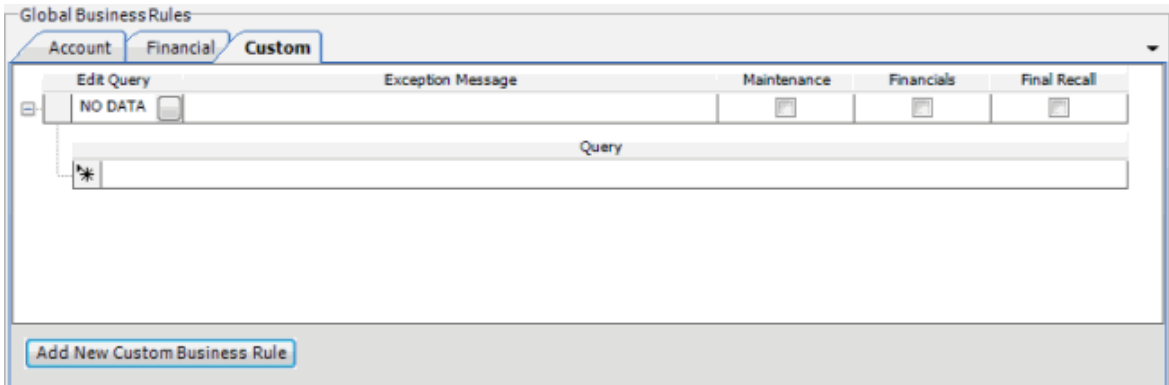 Global Business Rules
Account Financial Custom
Edit Query Exception Message Maintenance Financials Final Recall
NO DATA
Query
Add New Custom Business Rule